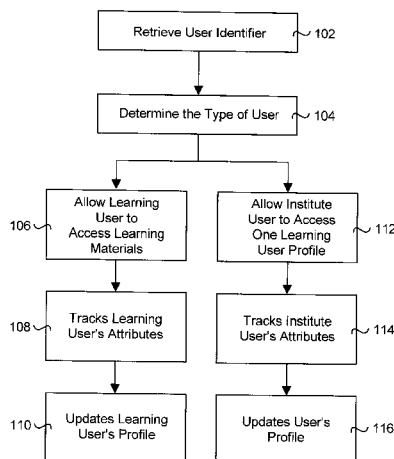 Retrieve User Identifier
102
Determine the Type of User
104
106
Allow Learning
User to
Access Learning
Materials
Allow Institute
User to Access
One Learning
User Profile
112
108
Tracks Learning
User's Attributes
Tracks Institute
User's Attributes
114
110
Updates Learning
User's Profile
Updates User's
Profile
116